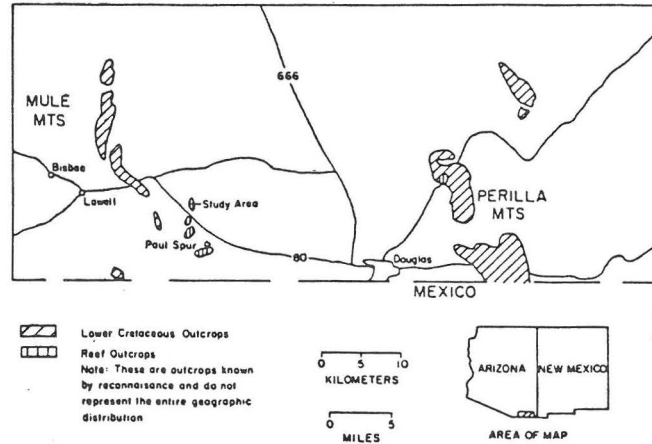 666
MULE
MTS
Bisbee
Lowell
Study Area
Paul Spur
80
Douglas
PERILLA
MTS
MEXICO
Lower Cretaceous Outcrops
Reef Outcrops
Note: These are outcrops known
by reconnaisance and do not
represent the entire geographic
distribution
0 5 10
KILOMETERS
0 5
MILES
ARIZONA
NEW MEXICO
AREA OF MAP